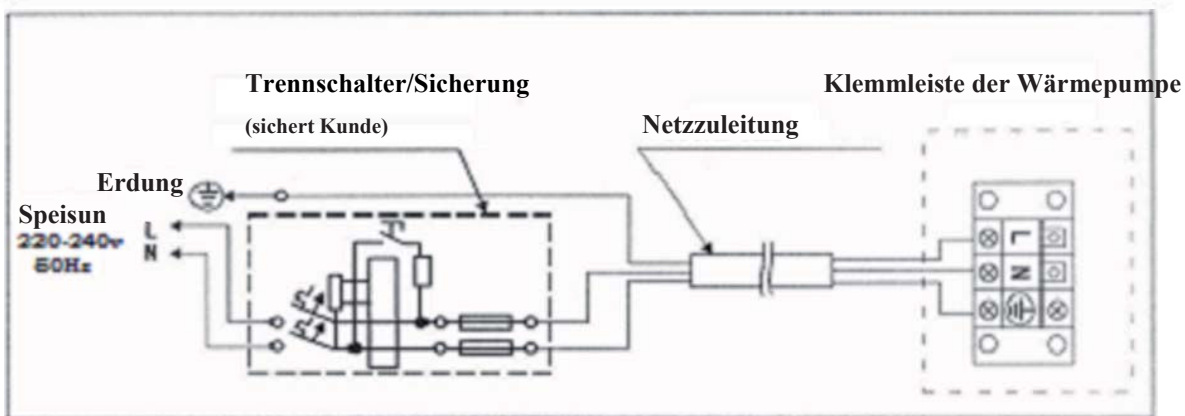 Trennschalter/Sicherung
(sichert Kunde)
Klemmleiste der Wärmepumpe
Netzzuleitung
Erdung
Speisun
220-240v
50Hz
L
N
L
N